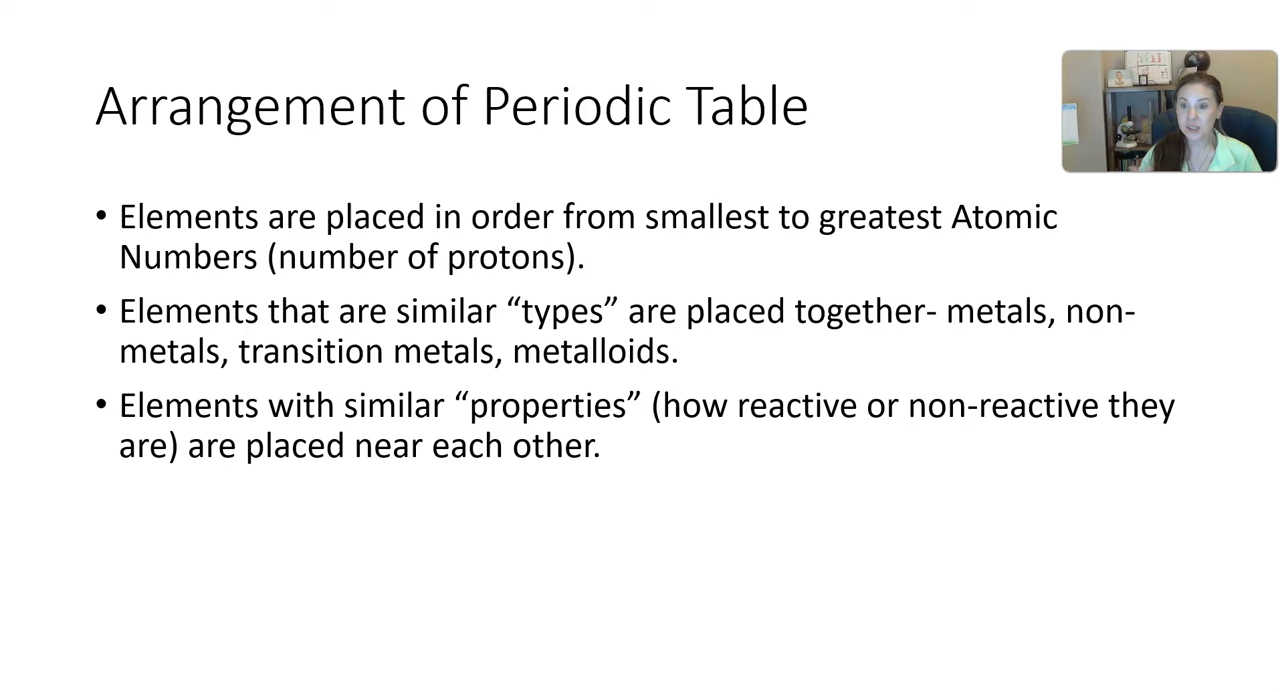 Arrangement of Periodic Table
• Elements are placed in order from smallest to greatest Atomic
Numbers (number of protons).
• Elements that are similar “types” are placed together- metals, non-
metals, transition metals, metalloids.
• Elements with similar “properties” (how reactive or non-reactive they
are) are placed near each other.